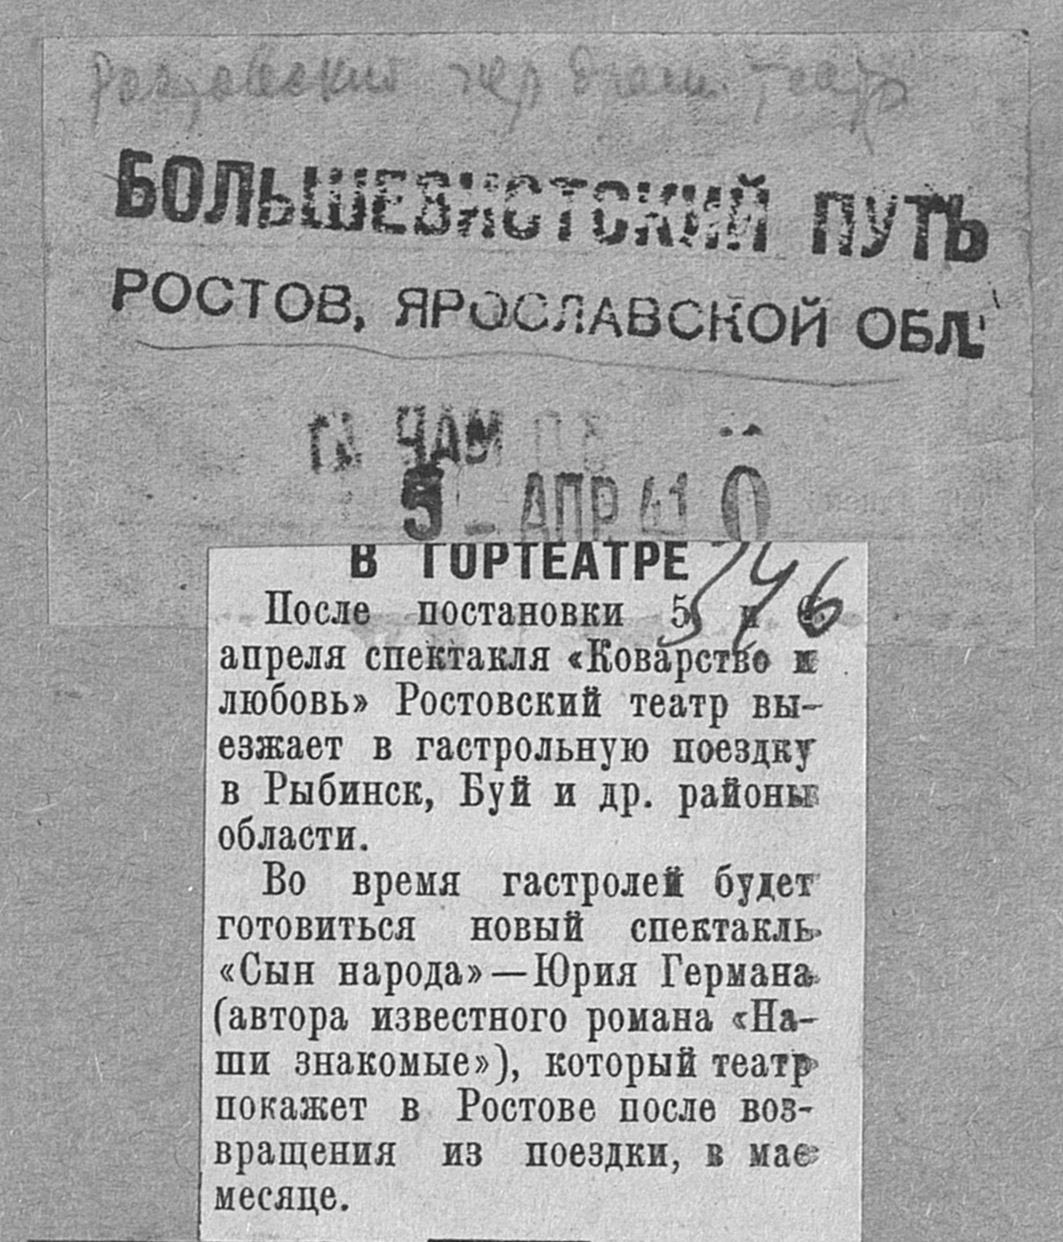 БОЛЬШЕВИСТСКИЙ ПУТЬ
РОСТОВ, ЯРОСЛАВСКОЙ ОБЛ.
5 - АПР 41 0
В ГОРТЕАТРЕ
После постановки 5 и 6
апреля спектакля «Коварство и
любовь» Ростовский театр вы-
езжает в гастрольную поездку
в Рыбинск, Буй и др. районы
области.
Во время гастролей будет
готовиться новый спектакль
«Сын народа»—Юрия Германа
(автора известного романа «На-
ши знакомые»), который театр
покажет в Ростове после воз-
вращения из поездки, в мае
месяце.